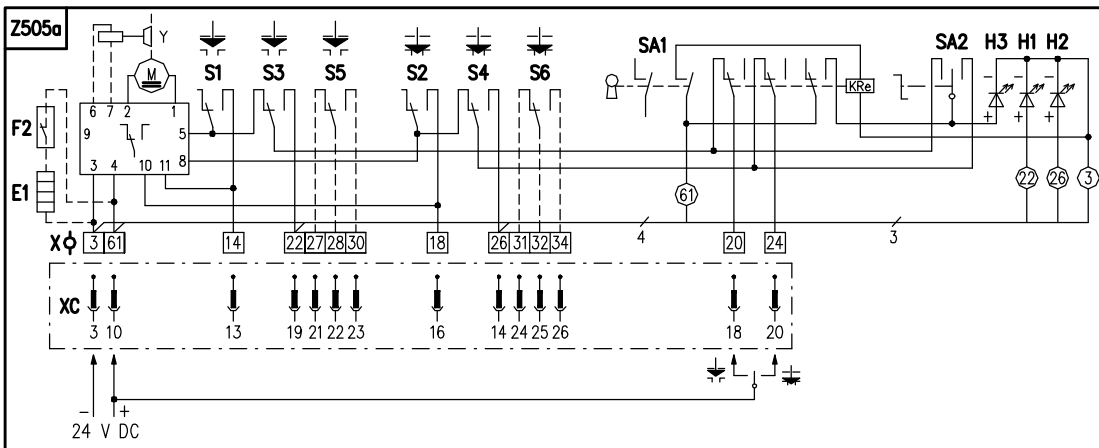 Z505a
Y
M
S1 S3 S5 S2 S4 S6
SA1 SA2 H3 H1 H2
KRe
F2
E1
6 7 2 1
9 5
8
3 4 10 11
- - -
+ + +
61 22 26 3
4 3
X
3 61 14 22 27 28 30 18 26 31 32 34 20 24
XC
3 10 13 19 21 22 23 16 14 24 25 26 18 20
- +
24 V DC